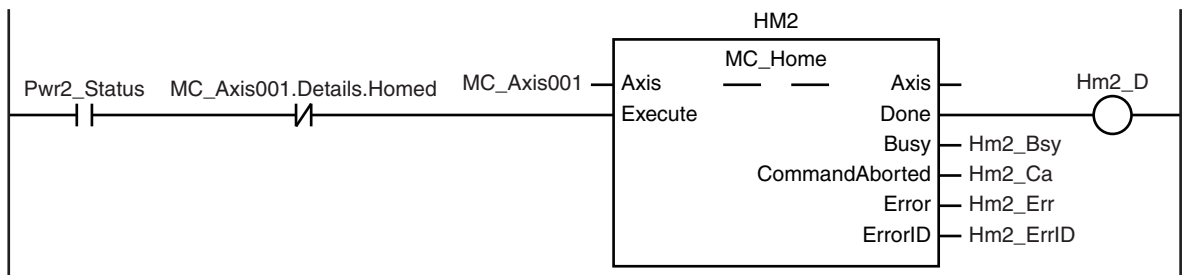 HM2
MC_Home
Pwr2_Status MC_Axis001.Details.Homed MC_Axis001 Axis Axis Hm2_D
Execute Done
Busy Hm2_Bsy
CommandAborted Hm2_Ca
Error Hm2_Err
ErrorID Hm2_ErrID